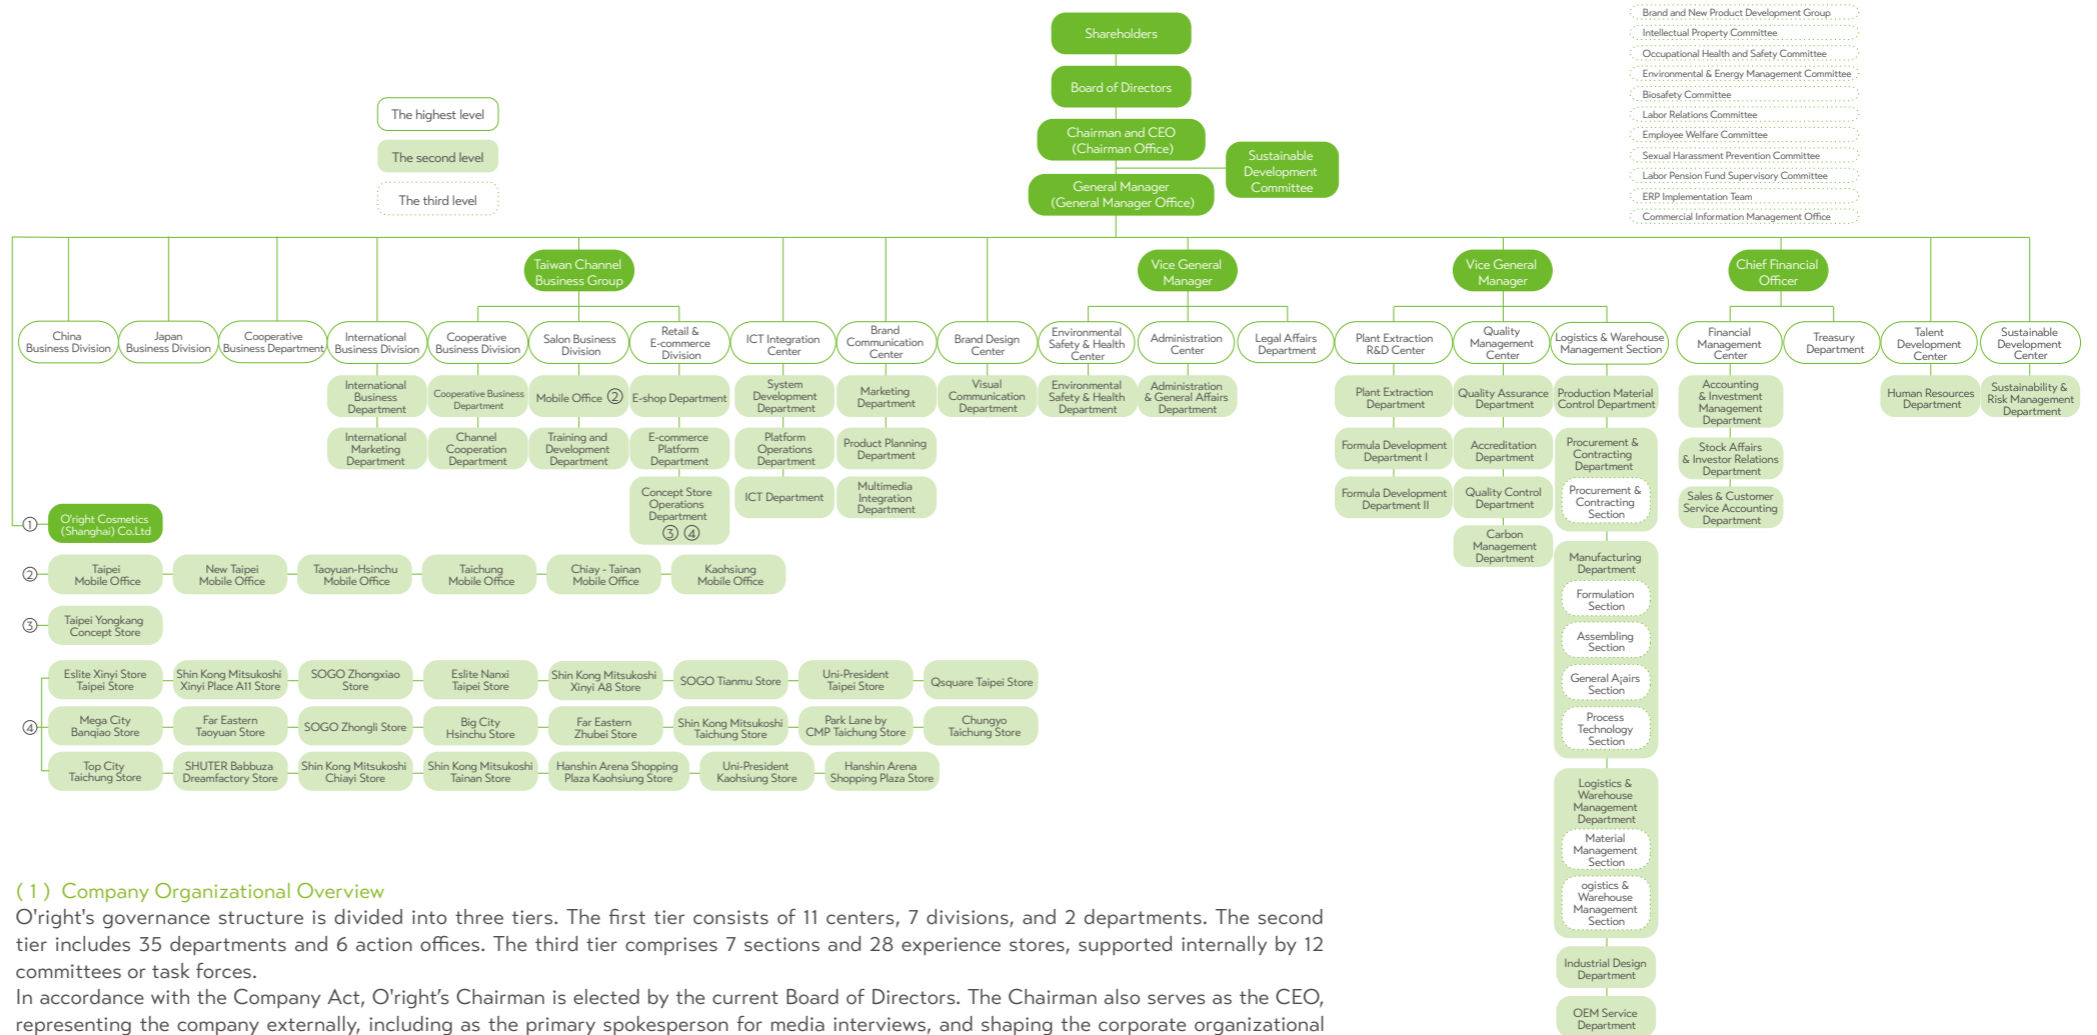 Shareholders
Board of Directors
Chairman and CEO
(Chairman Office)
Sustainable
Development
Committee
General Manager
(General Manager Office)
The highest level
The second level
The third level
Brand and New Product Development Group
Intellectual Property Committee
Occupational Health and Safety Committee
Environmental & Energy Management Committee
Biosafety Committee
Labor Relations Committee
Employee Welfare Committee
Sexual Harassment Prevention Committee
Labor Pension Fund Supervisory Committee
ERP Implementation Team
Commercial Information Management Office
Taiwan Channel
Business Group
Vice General
Manager
Vice General
Manager
Chief Financial
Officer
China
Business Division
Japan
Business Division
Cooperative
Business Department
International
Business Division
Cooperative
Business Division
Salon Business
Division
Retail &
E-commerce
Division
ICT Integration
Center
Brand
Communication
Center
Brand Design
Center
Environmental
Safety & Health
Center
Administration
Center
Legal Affairs
Department
Plant Extraction
R&D Center
Quality
Management
Center
Logistics & Warehouse
Management Section
Financial
Management
Center
Treasury
Department
Talent
Development
Center
Sustainable
Development
Center
International
Business
Department
International
Marketing
Department
Cooperative Business
Department
Channel
Cooperation
Department
Mobile Office ②
Training and
Development
Department
E-shop Department
E-commerce
Platform
Department
Concept Store
Operations
Department
③ ④
System
Development
Department
Platform
Operations
Department
ICT Department
Marketing
Department
Product Planning
Department
Multimedia
Integration
Department
Visual
Communication
Department
Environmental
Safety & Health
Department
Administration
& General Affairs
Department
Plant Extraction
Department
Formula Development
Department I
Formula Development
Department II
Quality Assurance
Department
Accreditation
Department
Quality Control
Department
Carbon
Management
Department
Production Material
Control Department
Procurement &
Contracting
Department
Procurement &
Contracting
Section
Manufacturing
Department
Formulation
Section
Assembling
Section
General A¡airs
Section
Process
Technology
Section
Logistics &
Warehouse
Management
Department
Material
Management
Section
ogistics &
Warehouse
Management
Section
Industrial Design
Department
OEM Service
Department
Accounting
& Investment
Management
Department
Stock Affairs
& Investor Relations
Department
Sales & Customer
Service Accounting
Department
Human Resources
Department
Sustainability &
Risk Management
Department
①
O'right Cosmetics
(Shanghai) Co.Ltd
②
Taipei
Mobile Office
New Taipei
Mobile Office
Taoyuan-Hsinchu
Mobile Office
Taichung
Mobile Office
Chiay - Tainan
Mobile Office
Kaohsiung
Mobile Office
③
Taipei Yongkang
Concept Store
④
Eslite Xinyi Store
Taipei Store
Shin Kong Mitsukoshi
Xinyi Place A11 Store
SOGO Zhongxiao
Store
Eslite Nanxi
Taipei Store
Shin Kong Mitsukoshi
Xinyi A8 Store
SOGO Tianmu Store
Uni-President
Taipei Store
Qsquare Taipei Store
Mega City
Banqiao Store
Far Eastern
Taoyuan Store
SOGO Zhongli Store
Big City
Hsinchu Store
Far Eastern
Zhubei Store
Shin Kong Mitsukoshi
Taichung Store
Park Lane by
CMP Taichung Store
Chungyo
Taichung Store
Top City
Taichung Store
SHUTER Babbuza
Dreamfactory Store
Shin Kong Mitsukoshi
Chiayi Store
Shin Kong Mitsukoshi
Tainan Store
Hanshin Arena Shopping
Plaza Kaohsiung Store
Uni-President
Kaohsiung Store
Hanshin Arena
Shopping Plaza Store
( 1 ) Company Organizational Overview
O'right's governance structure is divided into three tiers. The first tier consists of 11 centers, 7 divisions, and 2 departments. The second
tier includes 35 departments and 6 action offices. The third tier comprises 7 sections and 28 experience stores, supported internally by 12
committees or task forces.
In accordance with the Company Act, O'right's Chairman is elected by the current Board of Directors. The Chairman also serves as the CEO,
representing the company externally, including as the primary spokesperson for media interviews, and shaping the corporate organizational